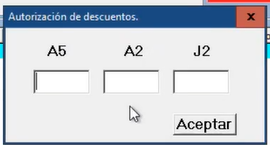 Autorización de descuentos.
x
A5 A2 J2
Aceptar